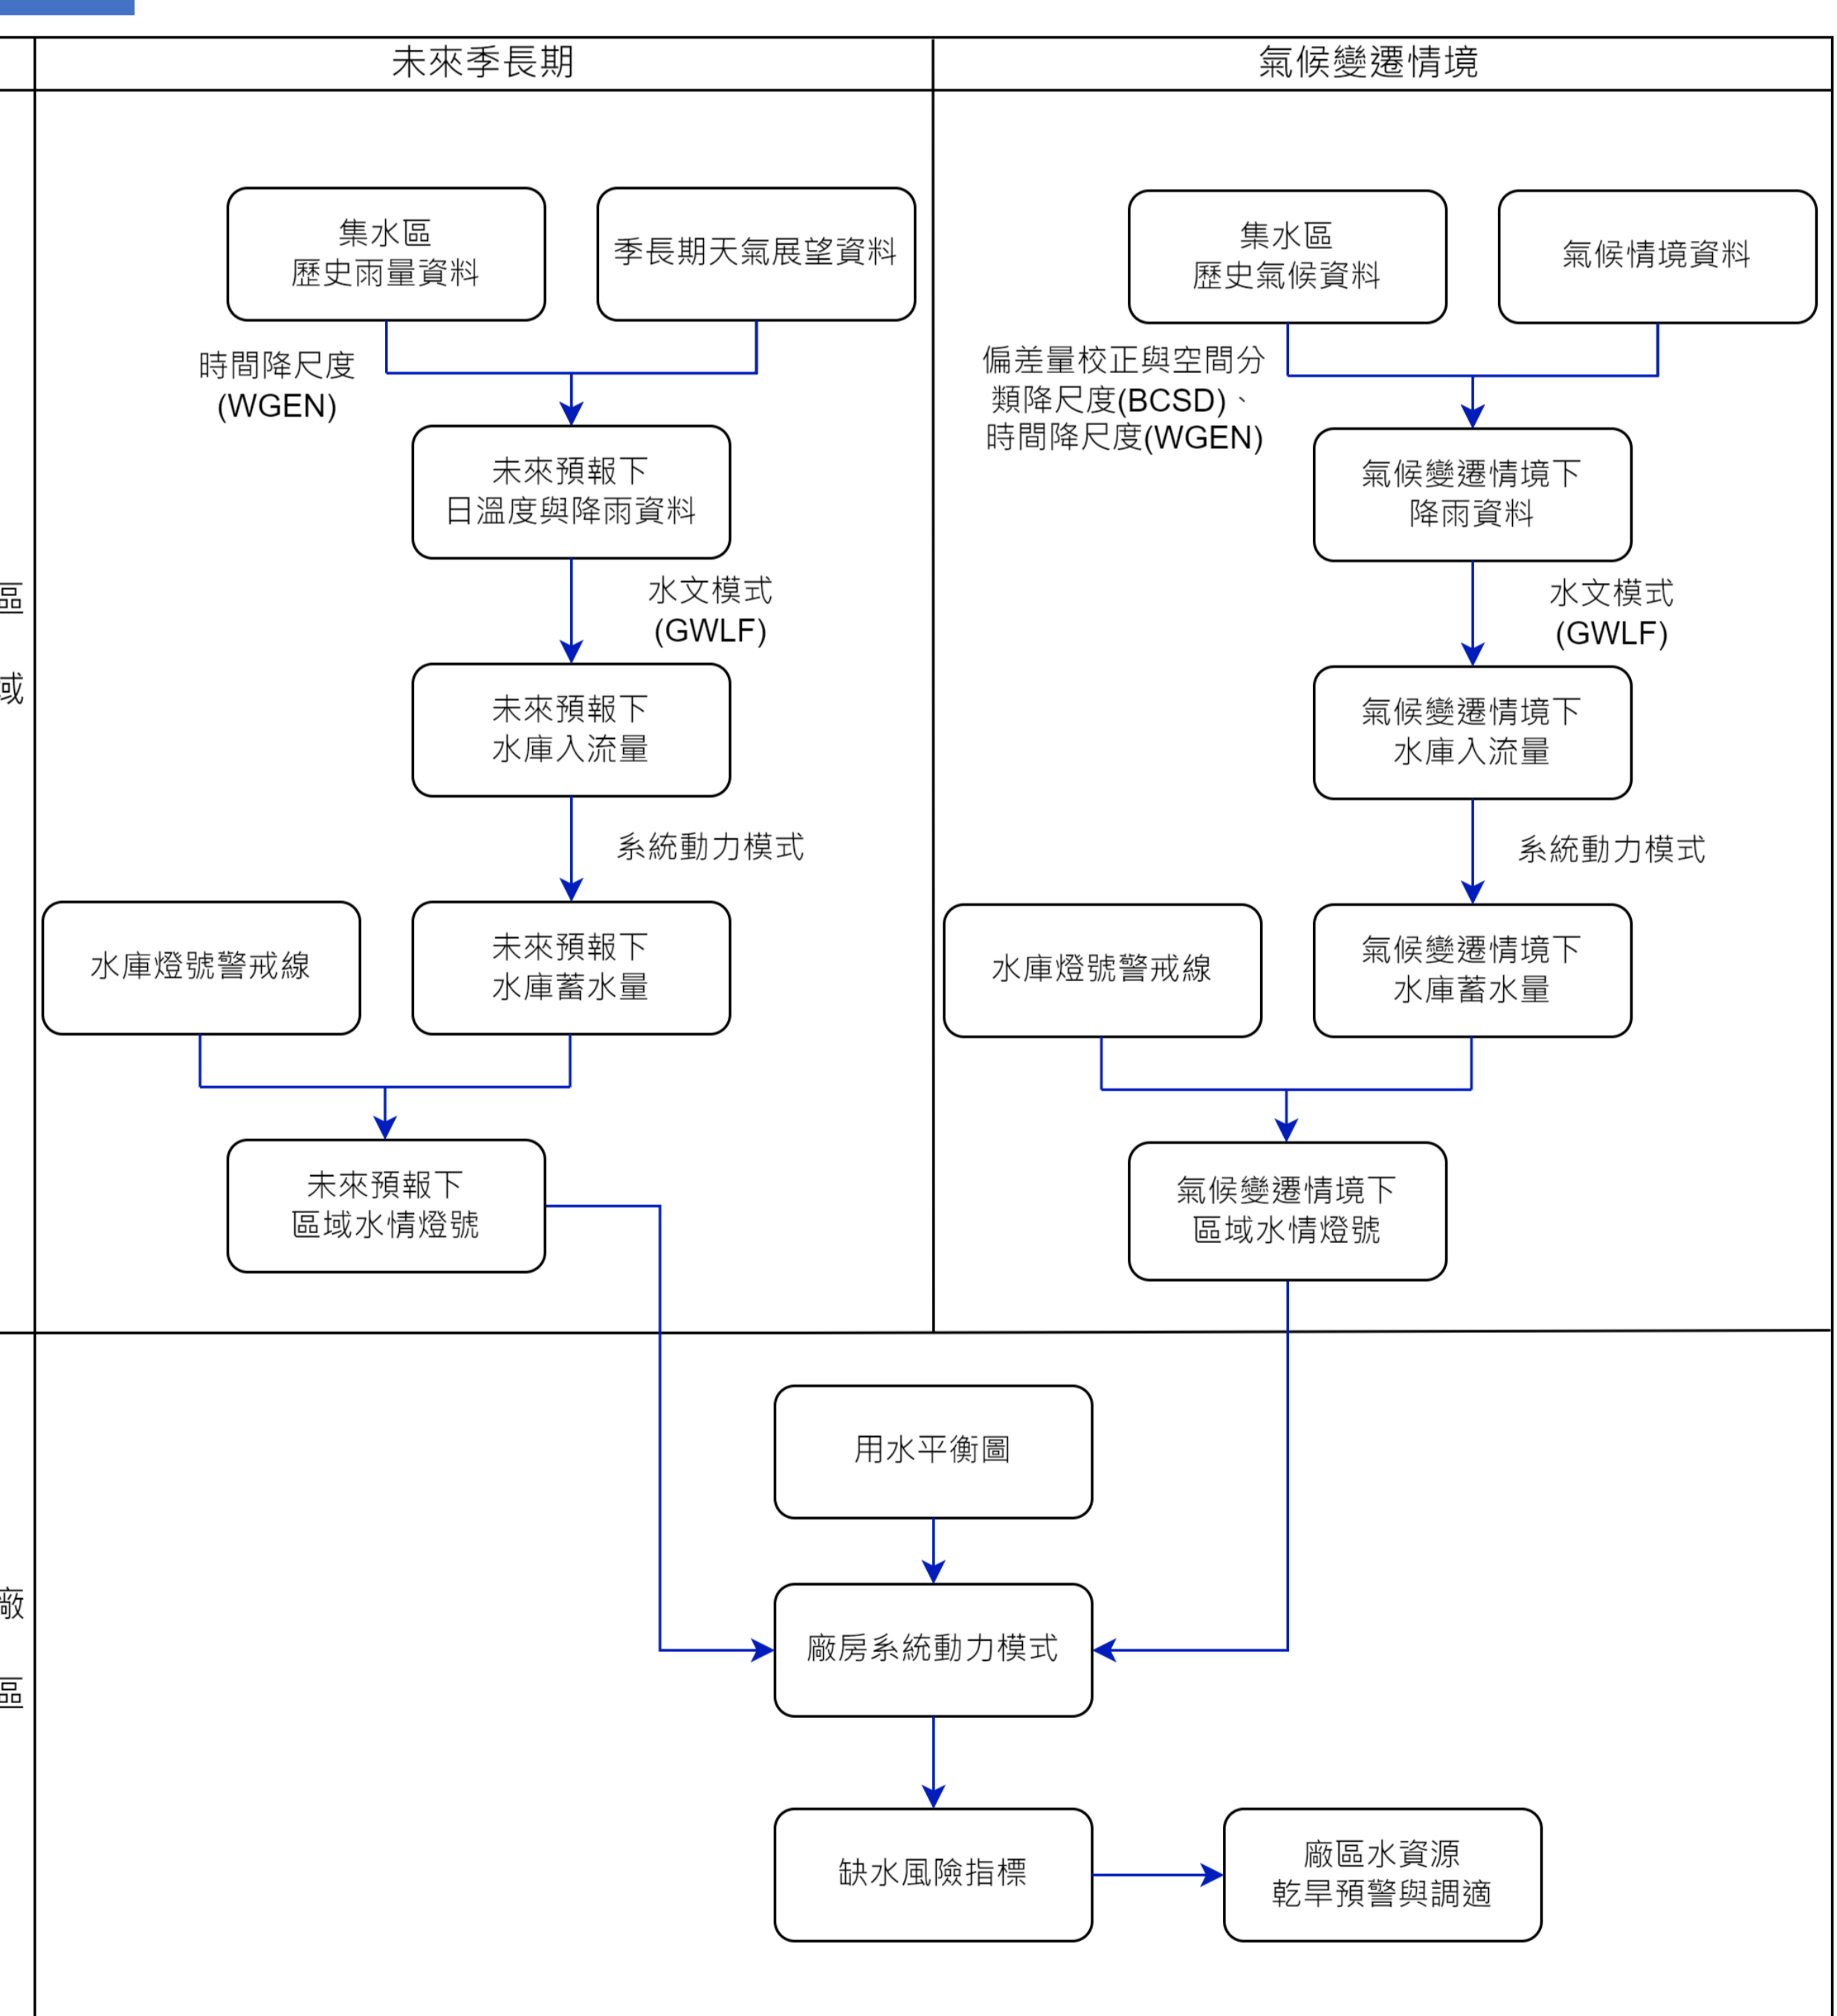 未來季長期
氣候變遷情境
區
域
集水區
歷史雨量資料
季長期天氣展望資料
時間降尺度
(WGEN)
未來預報下
日溫度與降雨資料
水文模式
(GWLF)
未來預報下
水庫入流量
系統動力模式
水庫燈號警戒線
未來預報下
水庫蓄水量
未來預報下
區域水情燈號
集水區
歷史氣候資料
氣候情境資料
偏差量校正與空間分
類降尺度(BCSD)、
時間降尺度(WGEN)
氣候變遷情境下
降雨資料
水文模式
(GWLF)
氣候變遷情境下
水庫入流量
系統動力模式
水庫燈號警戒線
氣候變遷情境下
水庫蓄水量
氣候變遷情境下
區域水情燈號
廠
區
用水平衡圖
廠房系統動力模式
缺水風險指標
廠區水資源
乾旱預警與調適